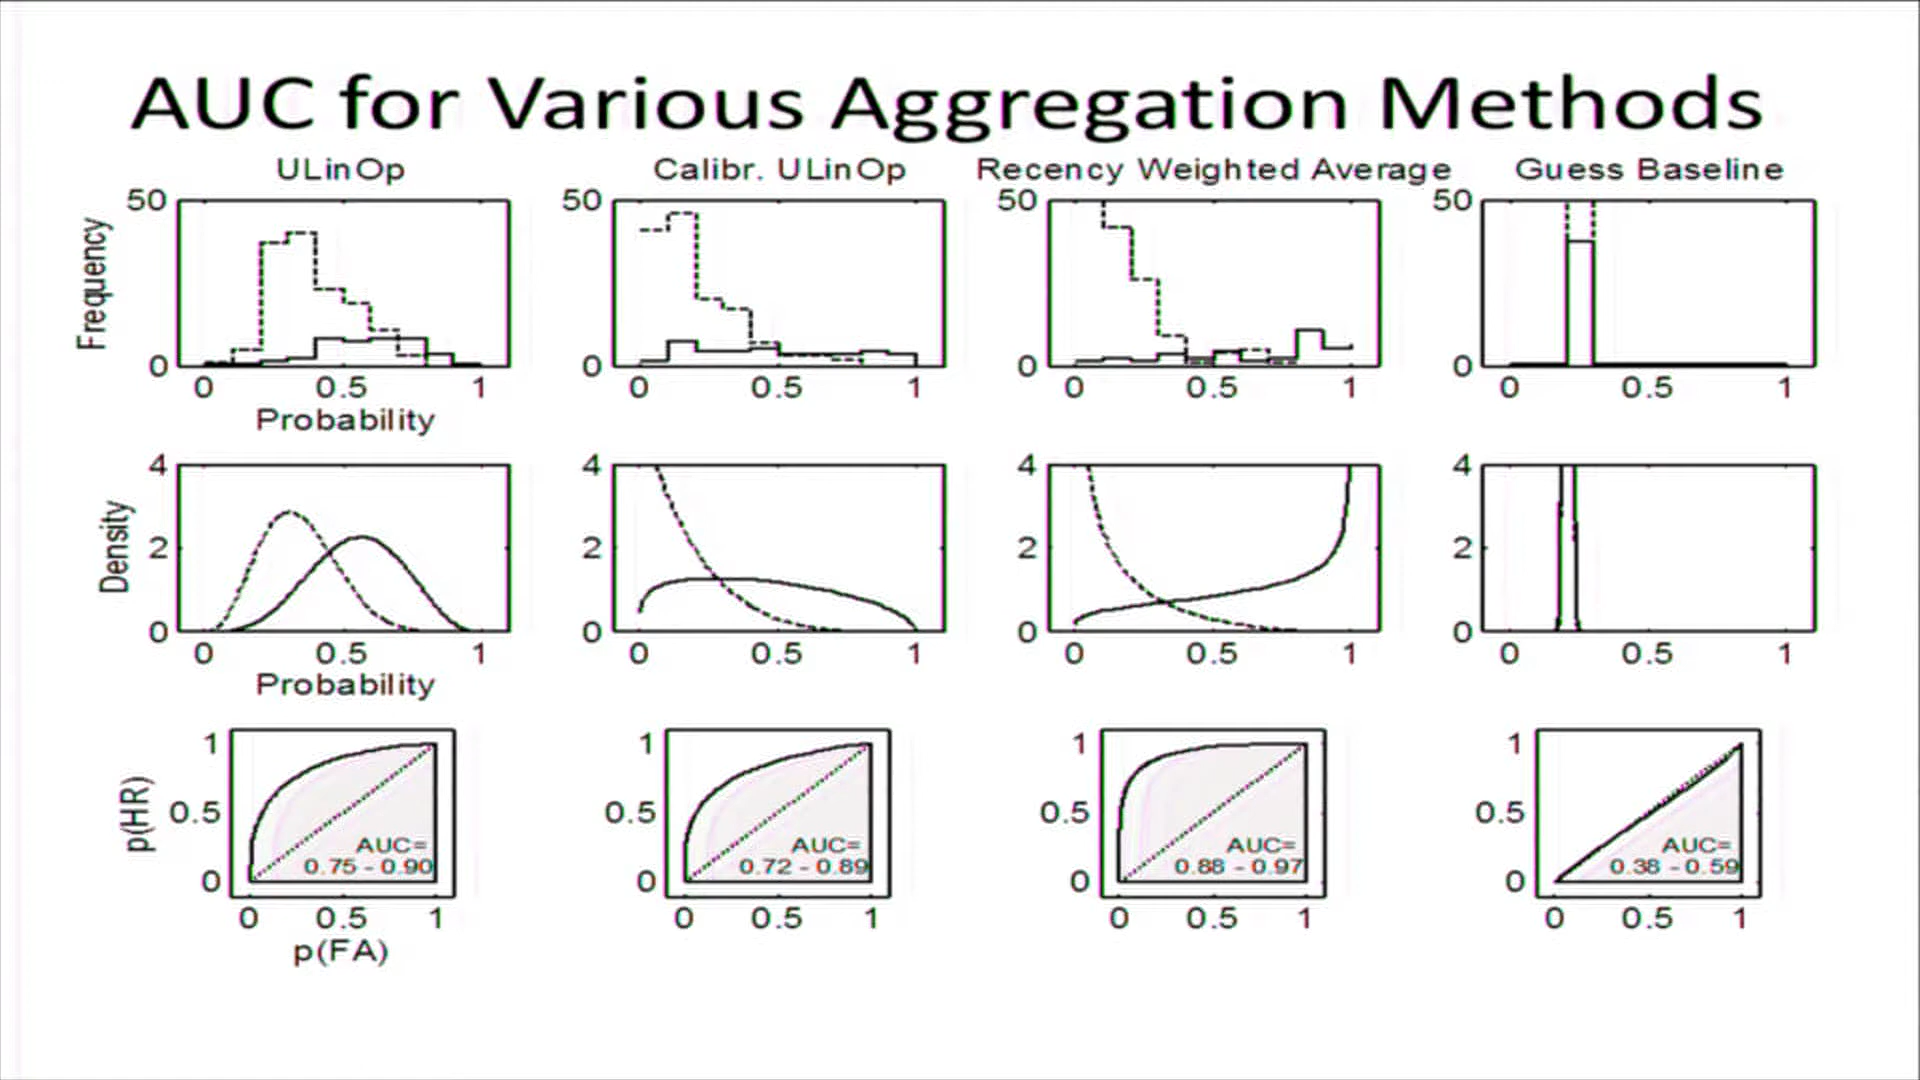 AUC for Various Aggregation Methods
ULinOp Calibr. ULinOp Recency Weighted Average Guess Baseline
50 50 50 50
Frequency
0 0 0 0
0 0.5 1 0 0.5 1 0 0.5 1 0 0.5 1
Probability
4 4 4 4
Density
2 2 2 2
0 0 0 0
0 0.5 1 0 0.5 1 0 0.5 1 0 0.5 1
Probability
1 1 1 1
p(HR)
0.5 0.5 0.5 0.5
AUC= AUC= AUC= AUC=
0.75 - 0.90 0.72 - 0.89 0.88 - 0.97 0.38 - 0.59
0 0 0 0
0 0.5 1 0 0.5 1 0 0.5 1 0 0.5 1
p(FA)